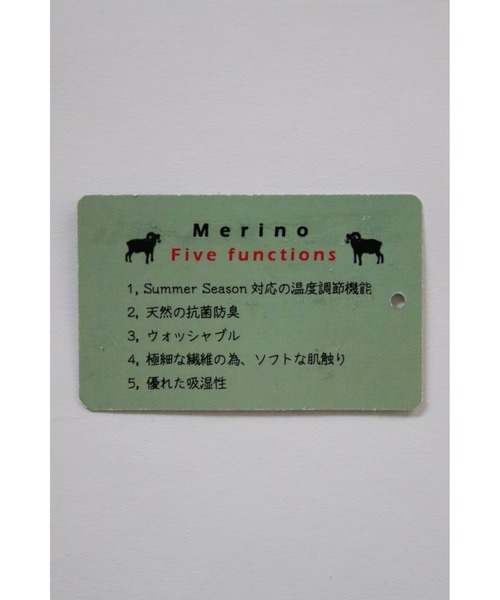 Merino
Five functions
1, Summer Season 対応の温度調節機能
2, 天然の抗菌防臭
3, ウォッシャブル
4, 極細な繊維の為、ソフトな肌触り
5, 優れた吸湿性